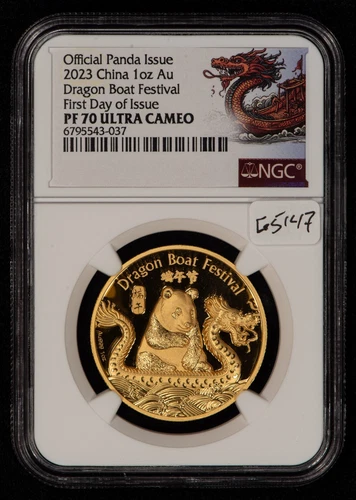 Official Panda Issue
2023 China 1oz Au
Dragon Boat Festival
First Day of Issue
PF 70 ULTRA CAMEO
6795543-037
NGC®
G5147
Dragon Boat Festival
端午节